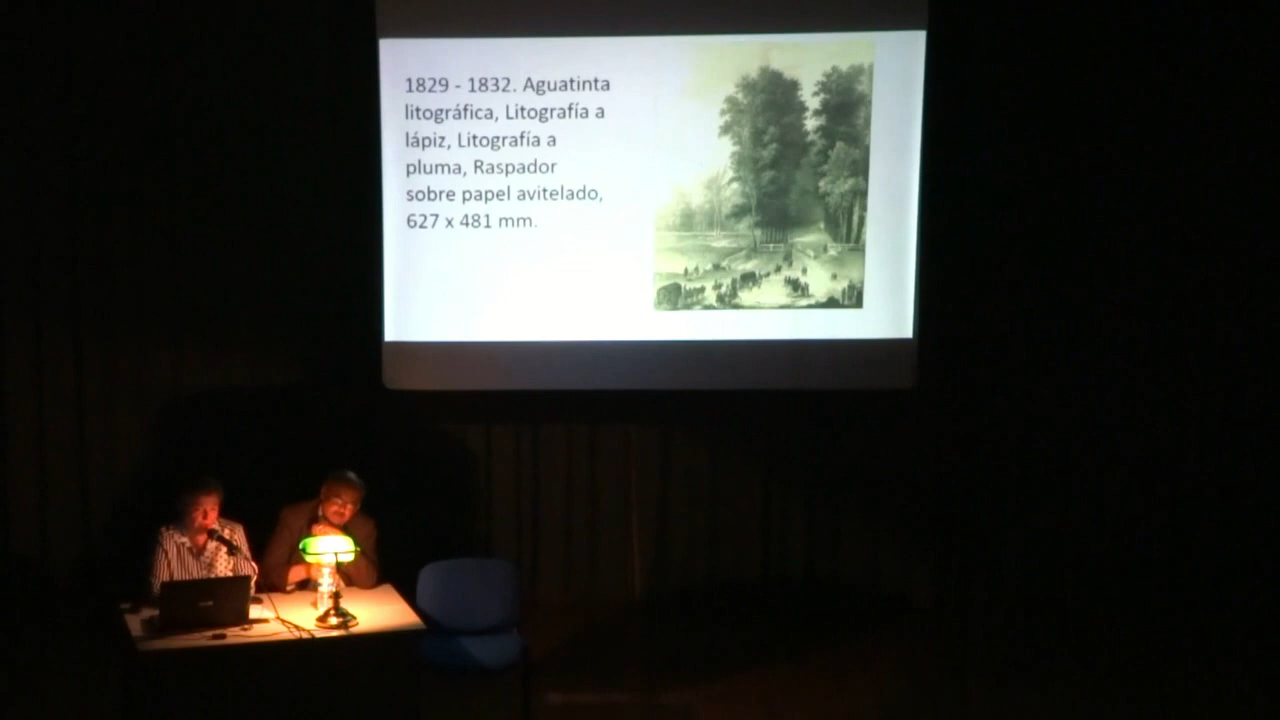 1829 - 1832. Aguatinta
litográfica, Litografía a
lápiz, Litografía a
pluma, Raspador
sobre papel avitelado,
627 x 481 mm.